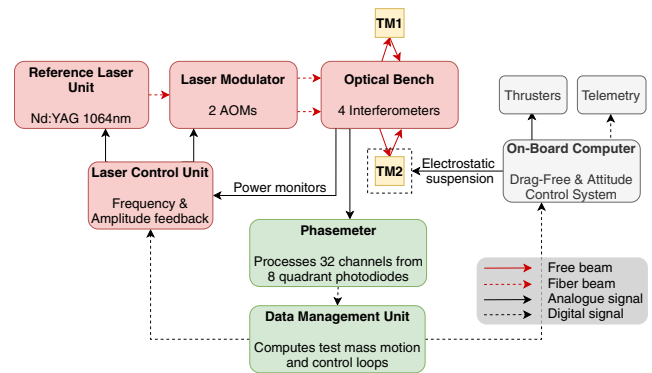 TM1
Reference Laser
Unit
Nd:YAG 1064nm
Laser Modulator
2 AOMs
Optical Bench
4 Interferometers
Thrusters
Telemetry
TM2
Electrostatic
suspension
On-Board Computer
Drag-Free & Attitude
Control System
Laser Control Unit
Frequency &
Amplitude feedback
Power monitors
Phasemeter
Processes 32 channels from
8 quadrant photodiodes
Free beam
Fiber beam
Analogue signal
Digital signal
Data Management Unit
Computes test mass motion
and control loops